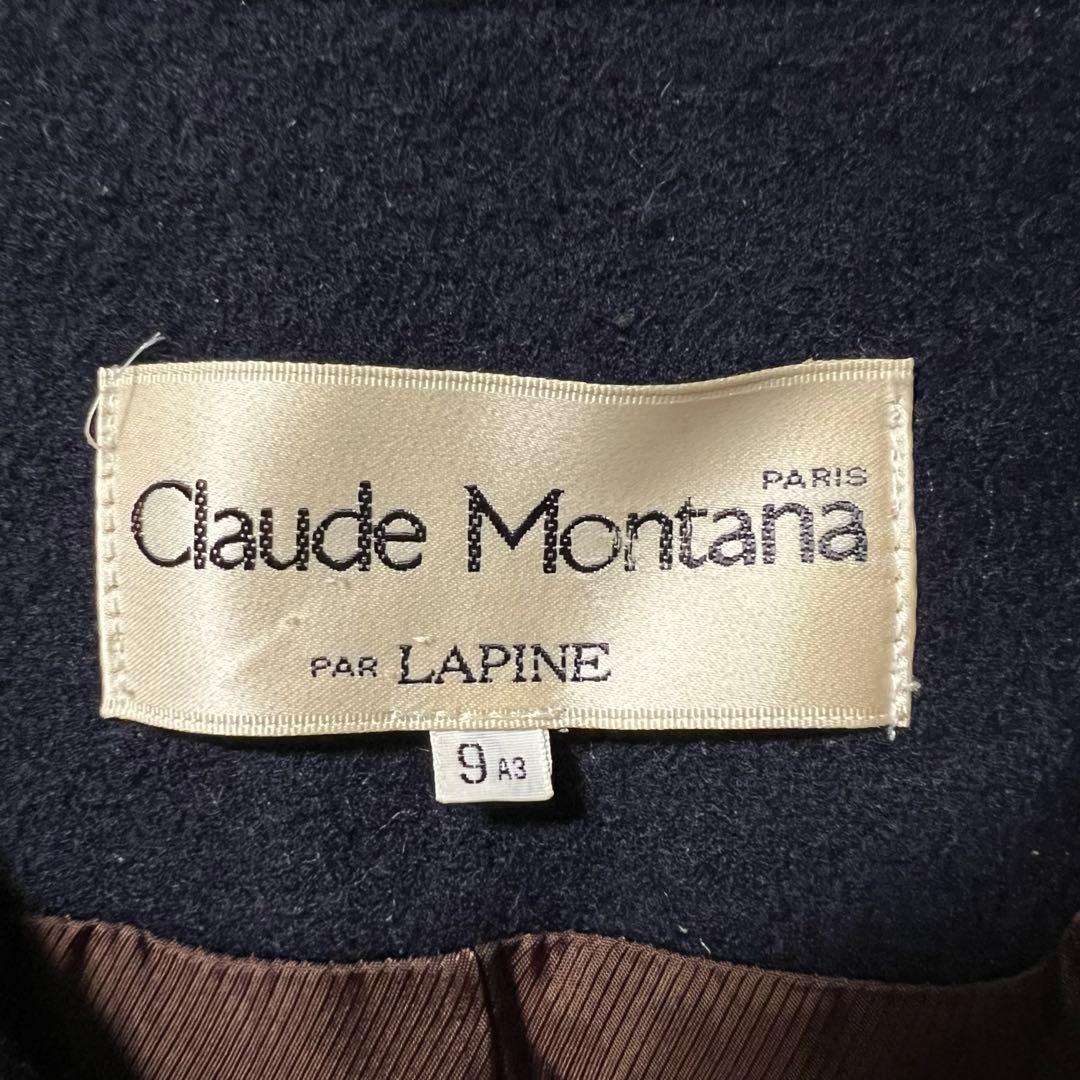 PARIS
Claude Montana
PAR LAPINE
9 A3